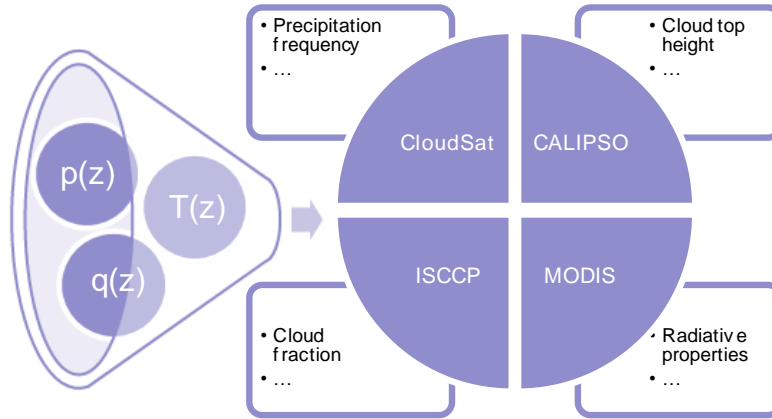 p(z)
T(z)
q(z)
• Precipitation
frequency
• …
• Cloud top
height
• …
CloudSat
CALIPSO
ISCCP
MODIS
• Cloud
fraction
• …
• Radiative
properties
• …